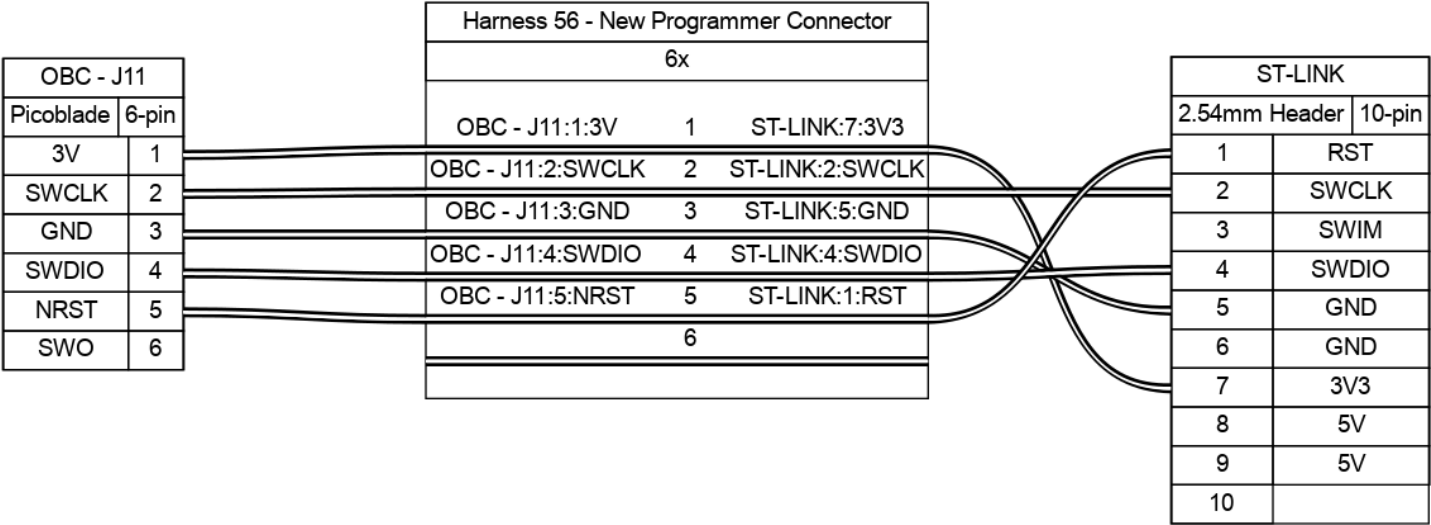 Harness 56 - New Programmer Connector
6x
OBC - J11
Picoblade 6-pin
3V 1
SWCLK 2
GND 3
SWDIO 4
NRST 5
SWO 6
OBC - J11:1:3V 1 ST-LINK:7:3V3
OBC - J11:2:SWCLK 2 ST-LINK:2:SWCLK
OBC - J11:3:GND 3 ST-LINK:5:GND
OBC - J11:4:SWDIO 4 ST-LINK:4:SWDIO
OBC - J11:5:NRST 5 ST-LINK:1:RST
6
ST-LINK
2.54mm Header 10-pin
1 RST
2 SWCLK
3 SWIM
4 SWDIO
5 GND
6 GND
7 3V3
8 5V
9 5V
10